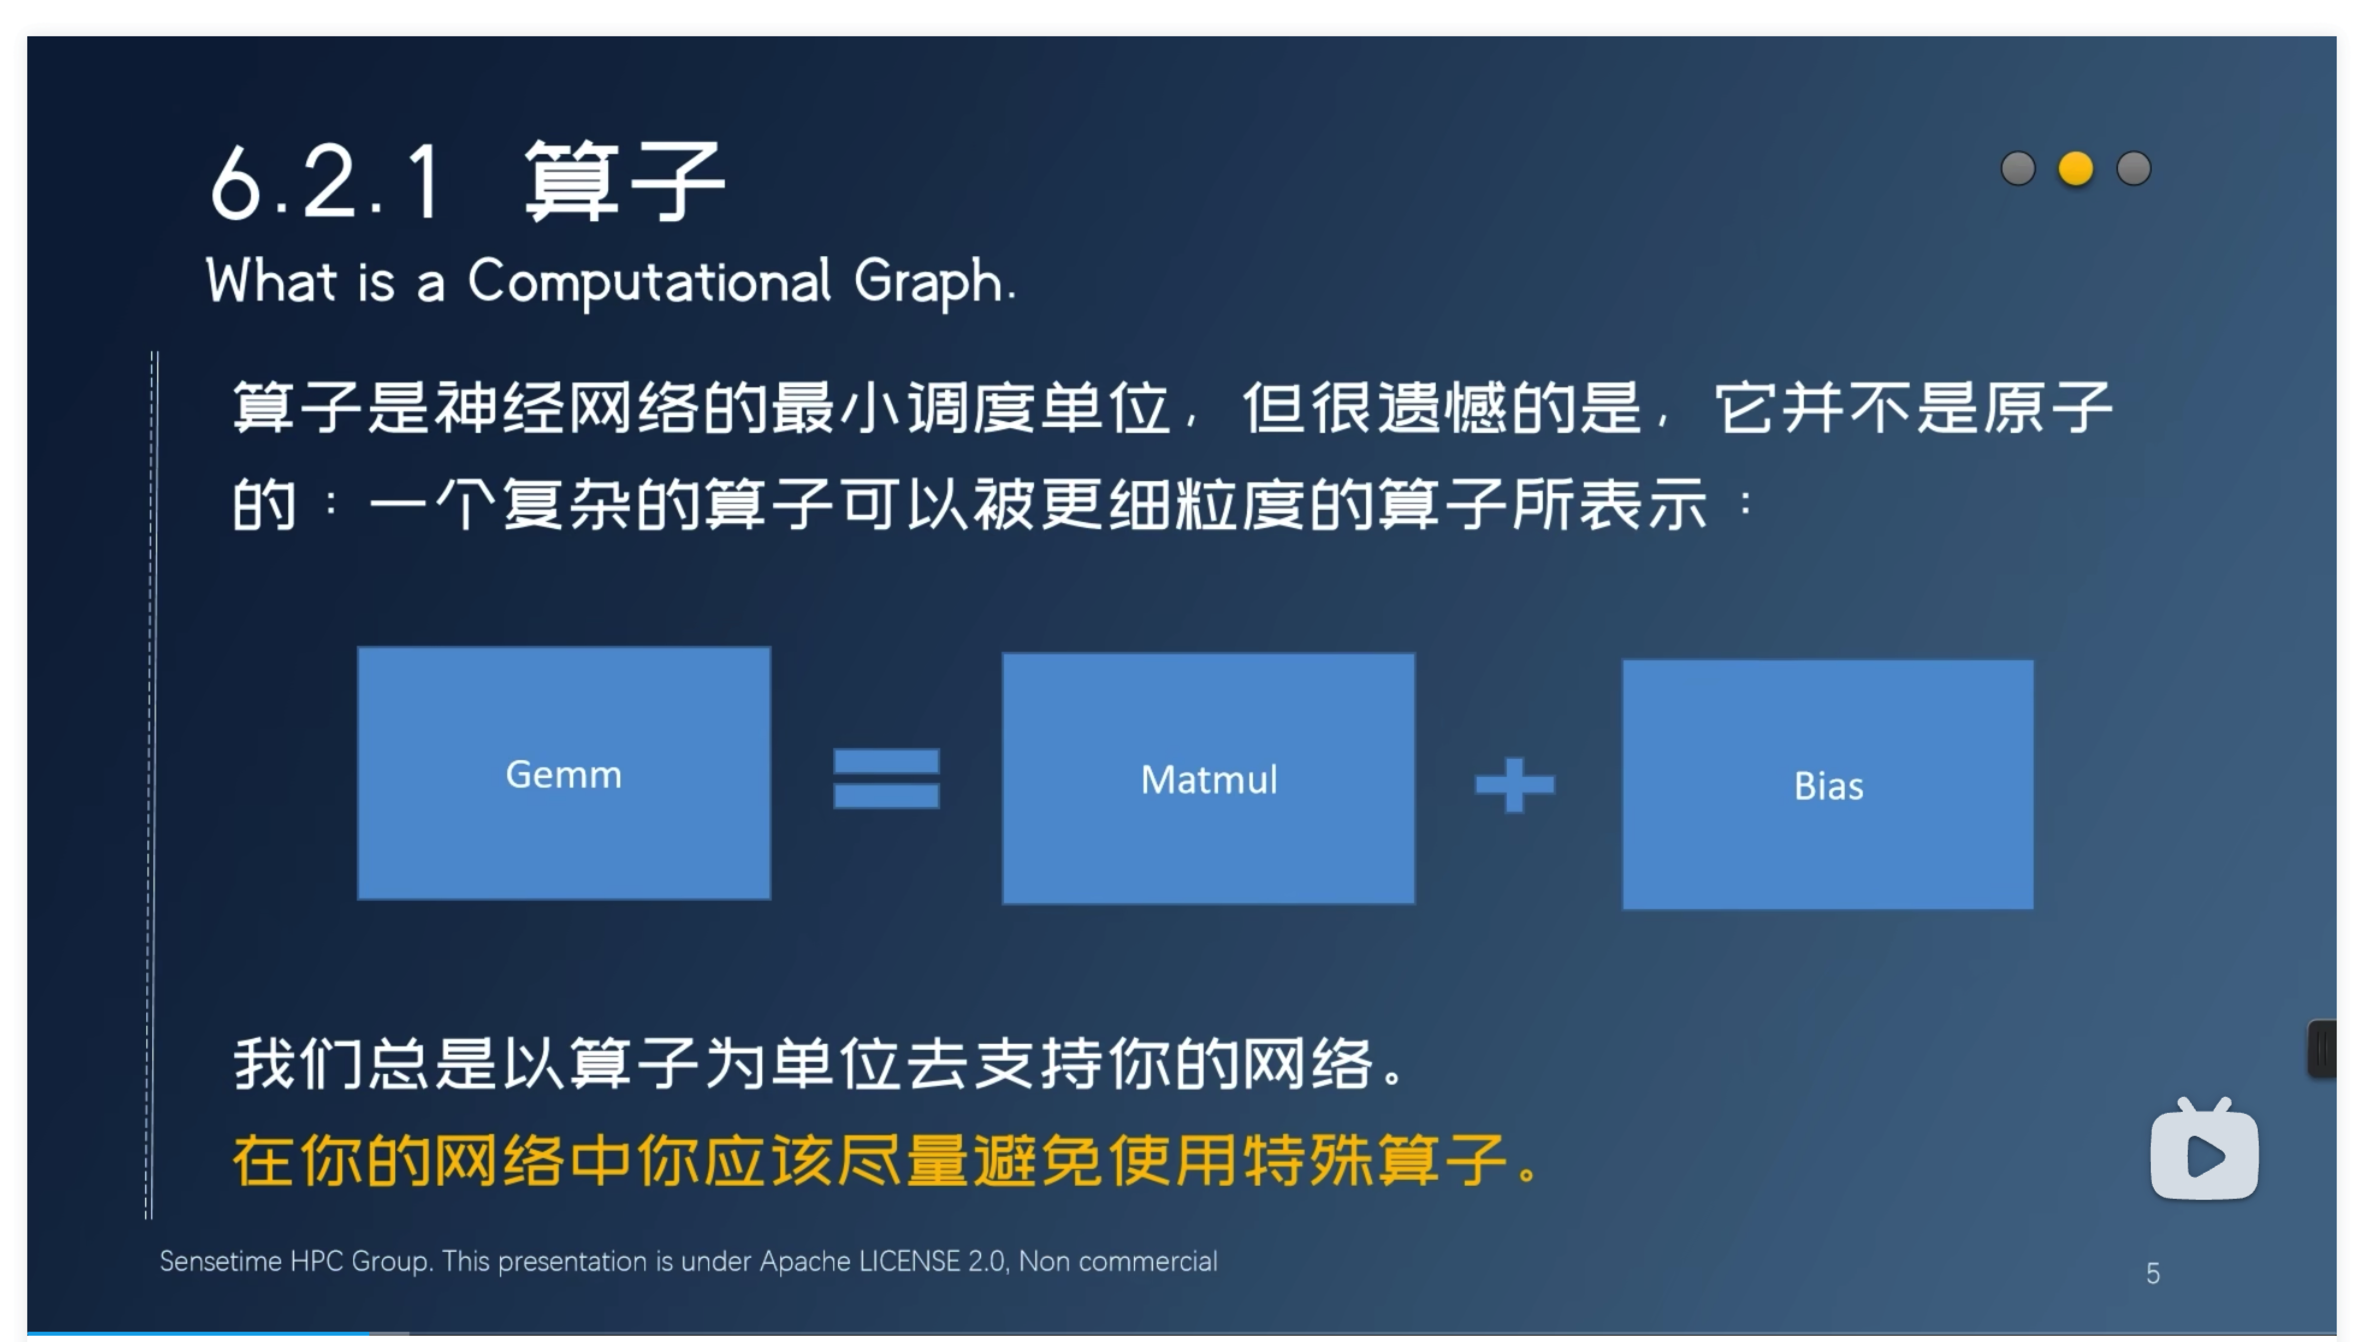 6.2.1 算子
What is a Computational Graph.
算子是神经网络的最小调度单位，但很遗憾的是，它并不是原子
的：一个复杂的算子可以被更细粒度的算子所表示：
Gemm = Matmul + Bias
我们总是以算子为单位去支持你的网络。
在你的网络中你应该尽量避免使用特殊算子。
Sensetime HPC Group. This presentation is under Apache LICENSE 2.0, Non commercial
5